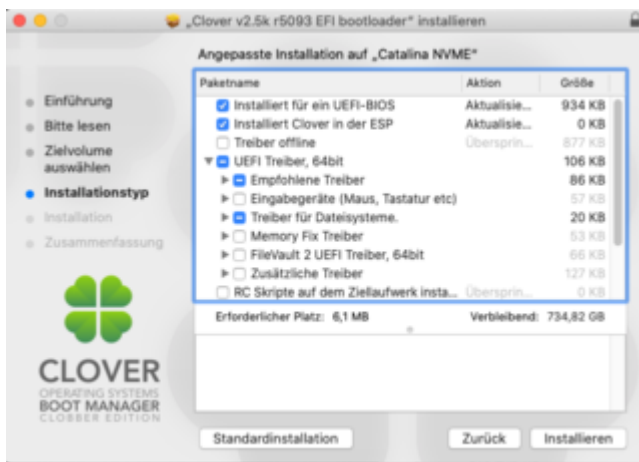 „Clover v2.5k r5093 EFI bootloader“ installieren
Angepasste Installation auf „Catalina NVME“
Einführung
Bitte lesen
Zielvolume
auswählen
Installationstyp
Installation
Zusammenfassung
Paketname Aktion Größe
Installiert für ein UEFI-BIOS Aktualisie... 934 KB
Installiert Clover in der ESP Aktualisie... 0 KB
Treiber offline Übersprin... 877 KB
UEFI Treiber, 64bit 106 KB
Empfohlene Treiber 86 KB
Eingabegeräte (Maus, Tastatur etc) 57 KB
Treiber für Dateisysteme. 20 KB
Memory Fix Treiber 53 KB
FileVault 2 UEFI Treiber, 64bit 66 KB
Zusätzliche Treiber 127 KB
RC Skripte auf dem Ziellaufwerk insta... Übersprin... 0 KB
Erforderlicher Platz: 6,1 MB Verbleibend: 734,82 GB
CLOVER
OPERATING SYSTEMS
BOOT MANAGER
CLOBBER EDITION
Standardinstallation Zurück Installieren